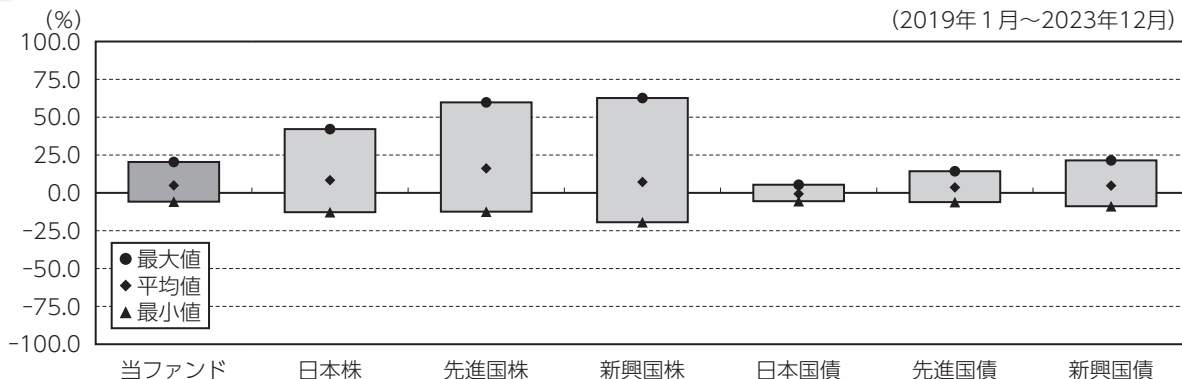 (%)
(2019年1月～2023年12月)
100.0
75.0
50.0
25.0
0.0
-25.0
-50.0
-75.0
-100.0
●最大値
◆平均値
▲最小値
当ファンド 日本株 先進国株 新興国株 日本国債 先進国債 新興国債